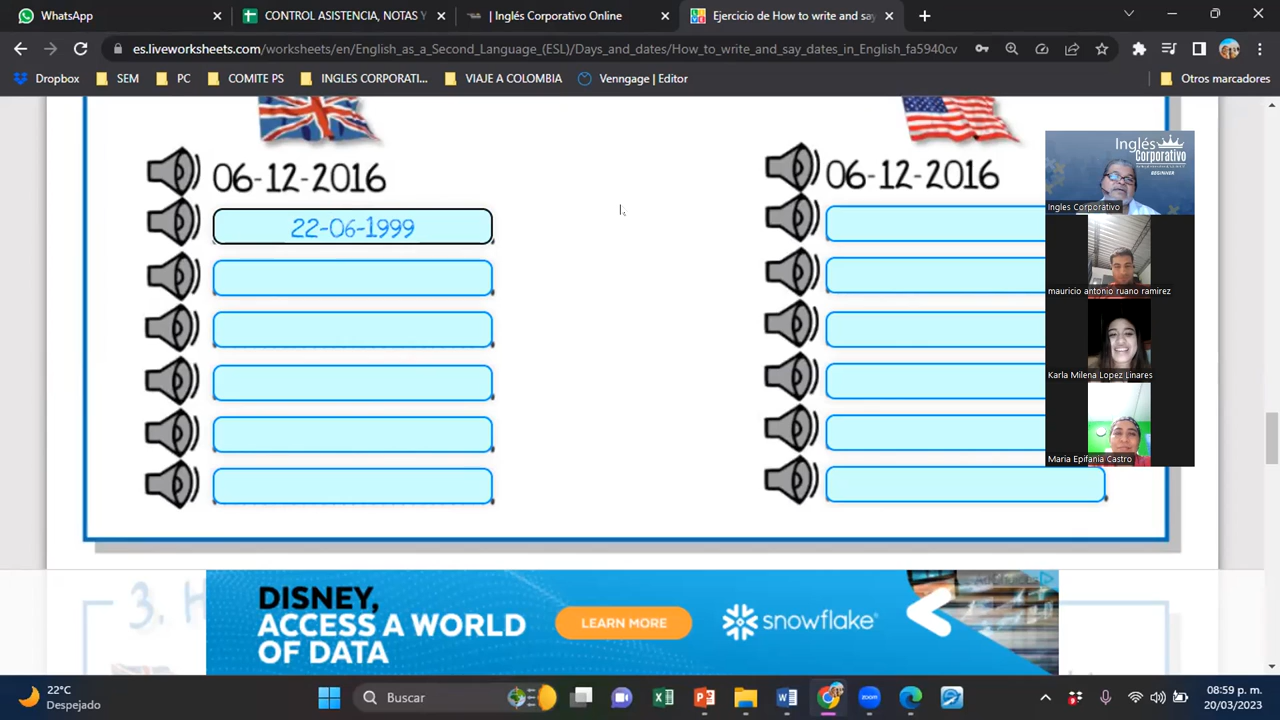 WhatsApp
CONTROL ASISTENCIA, NOTAS Y
| Inglés Corporativo Online
Ejercicio de How to write and say
es.liveworksheets.com/worksheets/en/English_as_a_Second_Language_(ESL)/Days_and_dates/How_to_write_and_say_dates_in_English_fa5940cv
Dropbox
SEM
PC
COMITE PS
INGLES CORPORATI...
VIAJE A COLOMBIA
Venngage | Editor
Otros marcadores
06-12-2016
22-06-1999
06-12-2016
Inglés
Corporativo
BEGINNER
Ingles Corporativo
mauricio antonio ruano ramirez
Karla Milena Lopez Linares
Maria Epifania Castro
3. H
DISNEY,
ACCESS A WORLD
OF DATA
LEARN MORE
snowflake
22°C
Despejado
Buscar
08:59 p. m.
20/03/2023